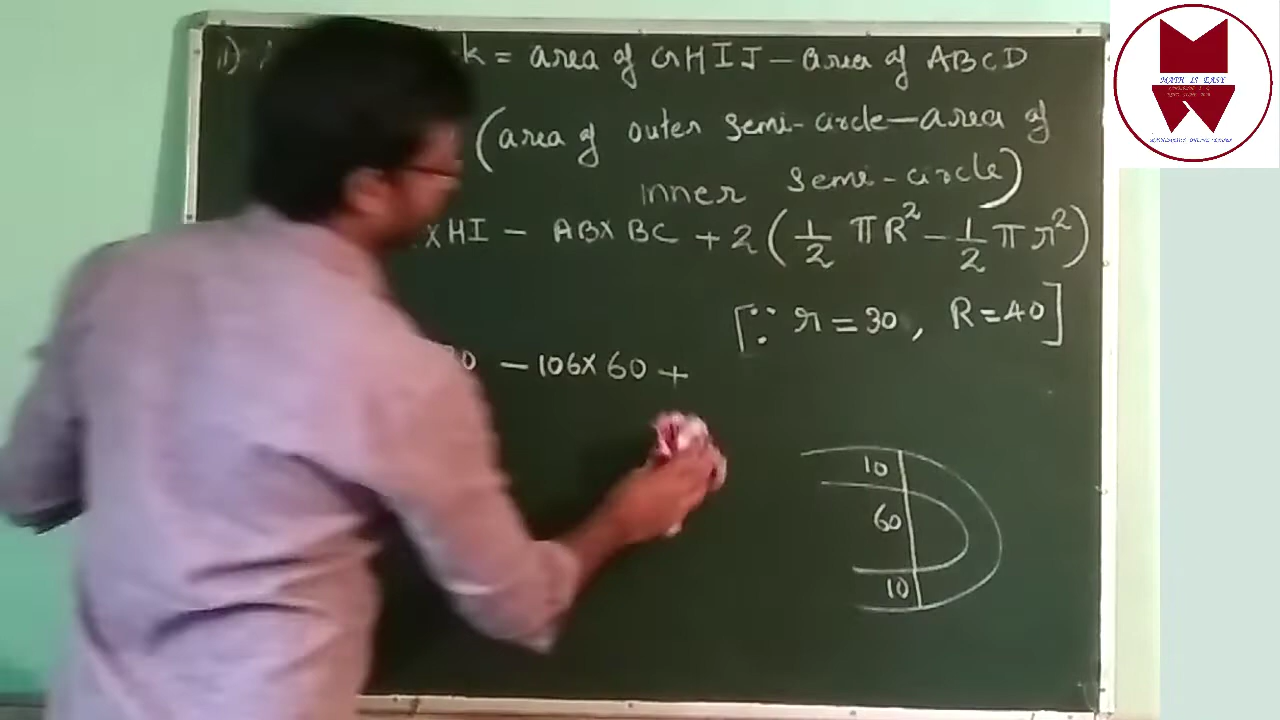 11) k = area of GHIJ - area of ABCD
(area of outer semi-circle - area of
inner semi-circle)
×HI - AB×BC + 2(1/2 πR² - 1/2 πr²)
[∵ r = 30, R = 40]
0 - 106×60 +
10
60
10
MATH IS EASY